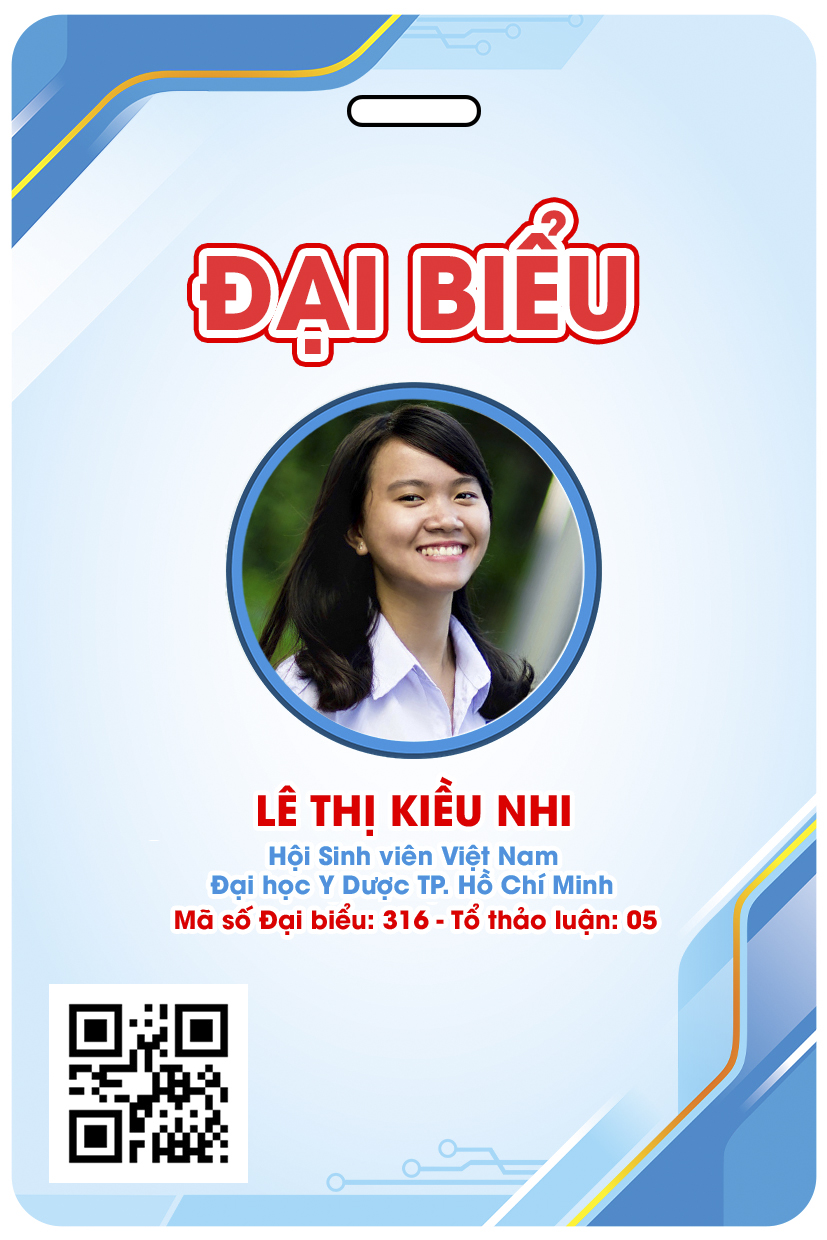 ĐẠI BIỂU
LÊ THỊ KIỀU NHI
Hội Sinh viên Việt Nam
Đại học Y Dược TP. Hồ Chí Minh
Mã số Đại biểu: 316 - Tổ thảo luận: 05